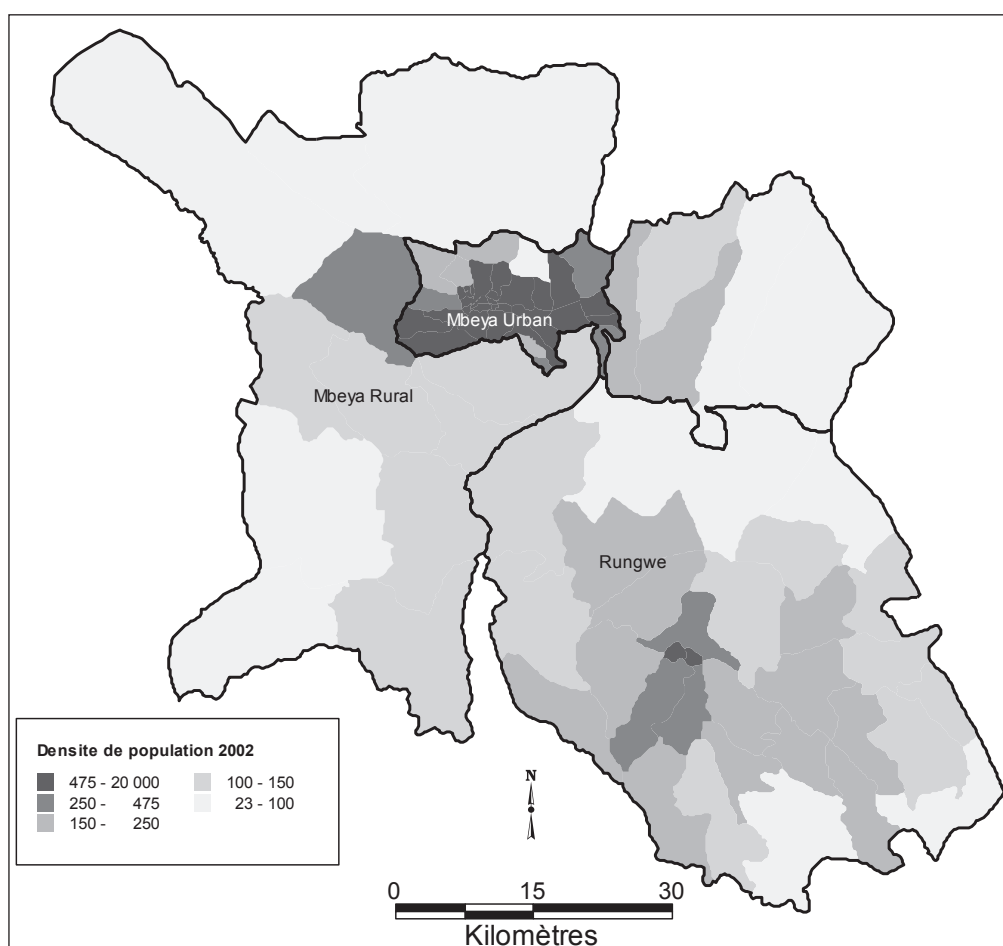 Mbeya Urban
Mbeya Rural
Rungwe
Densite de population 2002
475 - 20 000
100 - 150
250 - 475
23 - 100
150 - 250
N
0 15 30
Kilomètres